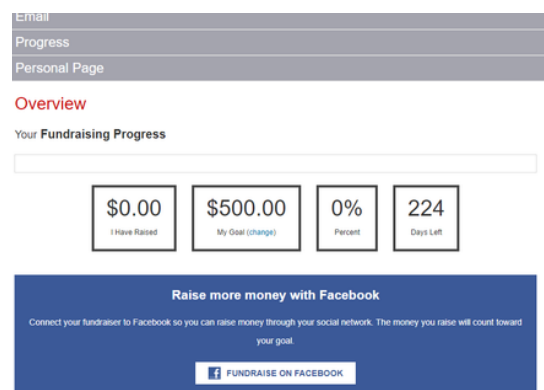 Email
Progress
Personal Page
Overview
Your Fundraising Progress
$0.00
I Have Raised
$500.00
My Goal (change)
0%
Percent
224
Days Left
Raise more money with Facebook
Connect your fundraiser to Facebook so you can raise money through your social network. The money you raise will count toward
your goal.
FUNDRAISE ON FACEBOOK